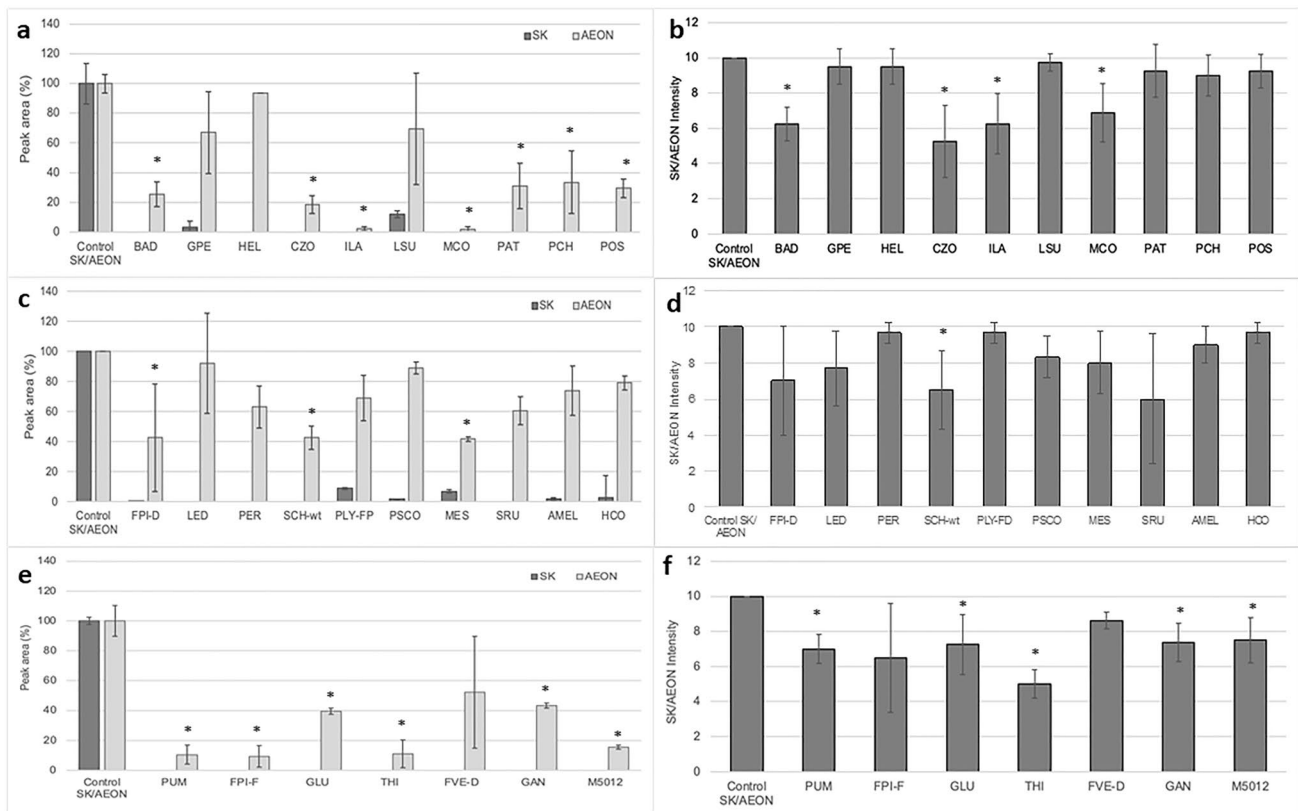 a
140
120
100
80
60
40
20
0
Peak area (%)
SK AEON
* * * * * * *
Control SK/AEON BAD GPE HEL CZO ILA LSU MCO PAT PCH POS
b
12
10
8
6
4
2
0
SK/AEON Intensity
* * * *
Control SK/AEON BAD GPE HEL CZO ILA LSU MCO PAT PCH POS
c
140
120
100
80
60
40
20
0
Peak area (%)
SK AEON
* * *
Control SK/AEON FPI-D LED PER SCH-wt PLY-FP PSCO MES SRU AMEL HCO
d
12
10
8
6
4
2
0
SK/AEON Intensity
*
Control SK/ AEON FPI-D LED PER SCH-wt PLY-FD PSCO MES SRU AMEL HCO
e
140
120
100
80
60
40
20
0
Peak area (%)
SK AEON
* * * * * *
Control SK/AEON PUM FPI-F GLU THI FVE-D GAN M5012
f
12
10
8
6
4
2
0
SK/AEON Intensity
* * * * *
Control SK/AEON PUM FPI-F GLU THI FVE-D GAN M5012